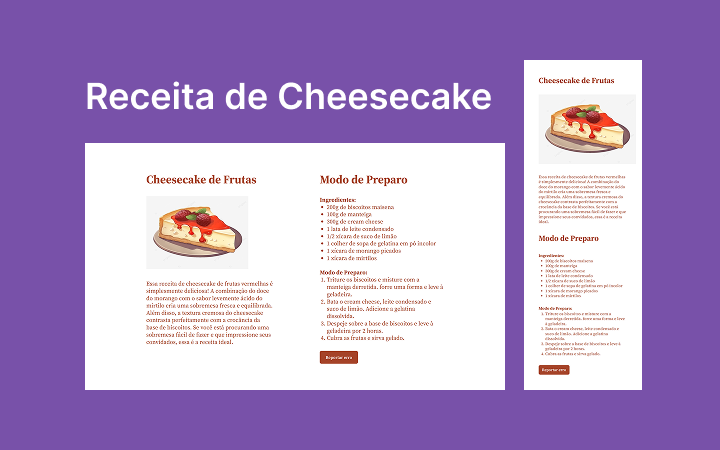 Receita de Cheesecake
Cheesecake de Frutas
Essa receita de cheesecake de frutas vermelhas é
simplesmente deliciosa! A combinação do doce
do morango com o sabor levemente ácido do
mirtilo cria uma sobremesa fresca e equilibrada.
Além disso, a textura cremosa do cheesecake
contrasta perfeitamente com a crocância da
base de biscoitos. Se você está procurando uma
sobremesa fácil de fazer e que impressione seus
convidados, essa é a receita ideal.
Modo de Preparo
Ingredientes:
• 200g de biscoitos maisena
• 100g de manteiga
• 300g de cream cheese
• 1 lata de leite condensado
• 1/2 xícara de suco de limão
• 1 colher de sopa de gelatina em pó incolor
• 1 xícara de morango picados
• 1 xícara de mirtilos
Modo de Preparo:
1. Triture os biscoitos e misture com a
manteiga derretida. forre uma forma e leve à
geladeira.
2. Bata o cream cheese, leite condensado e
suco de limão. Adicione a gelatina
dissolvida.
3. Despeje sobre a base de biscoitos e leve à
geladeira por 2 horas.
4. Cubra as frutas e sirva gelado.
Reportar erro
Cheesecake de Frutas
Essa receita de cheesecake de frutas vermelhas
é simplesmente deliciosa! A combinação do
doce do morango com o sabor levemente ácido
do mirtilo cria uma sobremesa fresca e
equilibrada. Além disso, a textura cremosa do
cheesecake contrasta perfeitamente com a
crocância da base de biscoitos. Se você está
procurando uma sobremesa fácil de fazer e que
impressione seus convidados, essa é a receita
ideal.
Modo de Preparo
Ingredientes:
• 200g de biscoitos maisena
• 100g de manteiga
• 300g de cream cheese
• 1 lata de leite condensado
• 1/2 xícara de suco de limão
• 1 colher de sopa de gelatina em pó incolor
• 1 xícara de morango picados
• 1 xícara de mirtilos
Modo de Preparo:
1. Triture os biscoitos e misture com a
manteiga derretida. forre uma forma e leve
à geladeira.
2. Bata o cream cheese, leite condensado e
suco de limão. Adicione a gelatina
dissolvida.
3. Despeje sobre a base de biscoitos e leve à
geladeira por 2 horas.
4. Cubra as frutas e sirva gelado.
Reportar erro